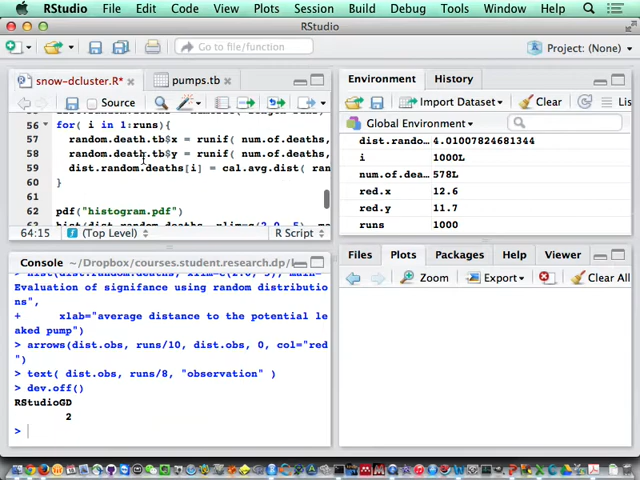 RStudio File Edit Code View Plots Session Build Debug Tools Window Help
RStudio
Go to file/function
Project: (None)
snow-dcluster.R* pumps.tb
Source
56 for( i in 1:runs){
57 random.death.tb$x = runif( num.of.deaths,
58 random.death.tb$y = runif( num.of.deaths,
59 dist.random.deaths[i] = cal.avg.dist( ran
60 }
61
62 pdf("histogram.pdf")
64:15 (Top Level) R Script
Console ~/Dropbox/courses.student.research.dp/
Evaluation of signifance using random distributio
ns",
+ xlab="average distance to the potential le
aked pump")
> arrows(dist.obs, runs/10, dist.obs, 0, col="red
")
> text( dist.obs, runs/8, "observation" )
> dev.off()
RStudioGD
2
>
Environment History
Import Dataset Clear
Global Environment
dist.rando… 4.01007824681344
i 1000L
num.of.dea… 578L
red.x 12.6
red.y 11.7
runs 1000
Files Plots Packages Help Viewer
Zoom Export Clear All